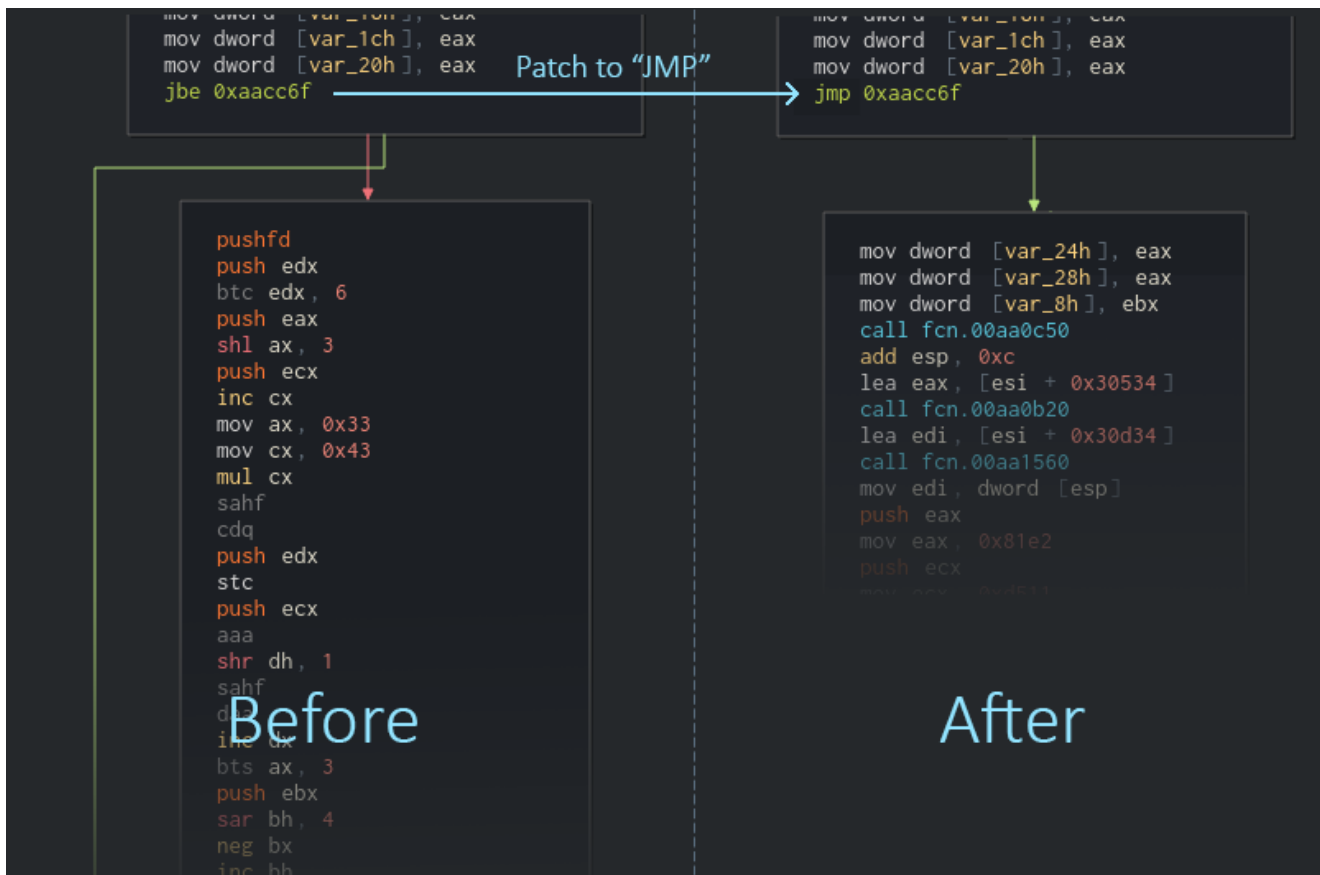 mov dword [var_1ch], eax
mov dword [var_20h], eax
jbe 0xaacc6f
Patch to “JMP”
mov dword [var_1ch], eax
mov dword [var_20h], eax
jmp 0xaacc6f
pushfd
push edx
btc edx, 6
push eax
shl ax, 3
push ecx
inc cx
mov ax, 0x33
mov cx, 0x43
mul cx
sahf
cdq
push edx
stc
push ecx
aaa
shr dh, 1
sahf
daa
inc dx
bts ax, 3
push ebx
sar bh, 4
neg bx
inc bh
Before
mov dword [var_24h], eax
mov dword [var_28h], eax
mov dword [var_8h], ebx
call fcn.00aa0c50
add esp, 0xc
lea eax, [esi + 0x30534]
call fcn.00aa0b20
lea edi, [esi + 0x30d34]
call fcn.00aa1560
mov edi, dword [esp]
push eax
mov eax, 0x81e2
push ecx
After